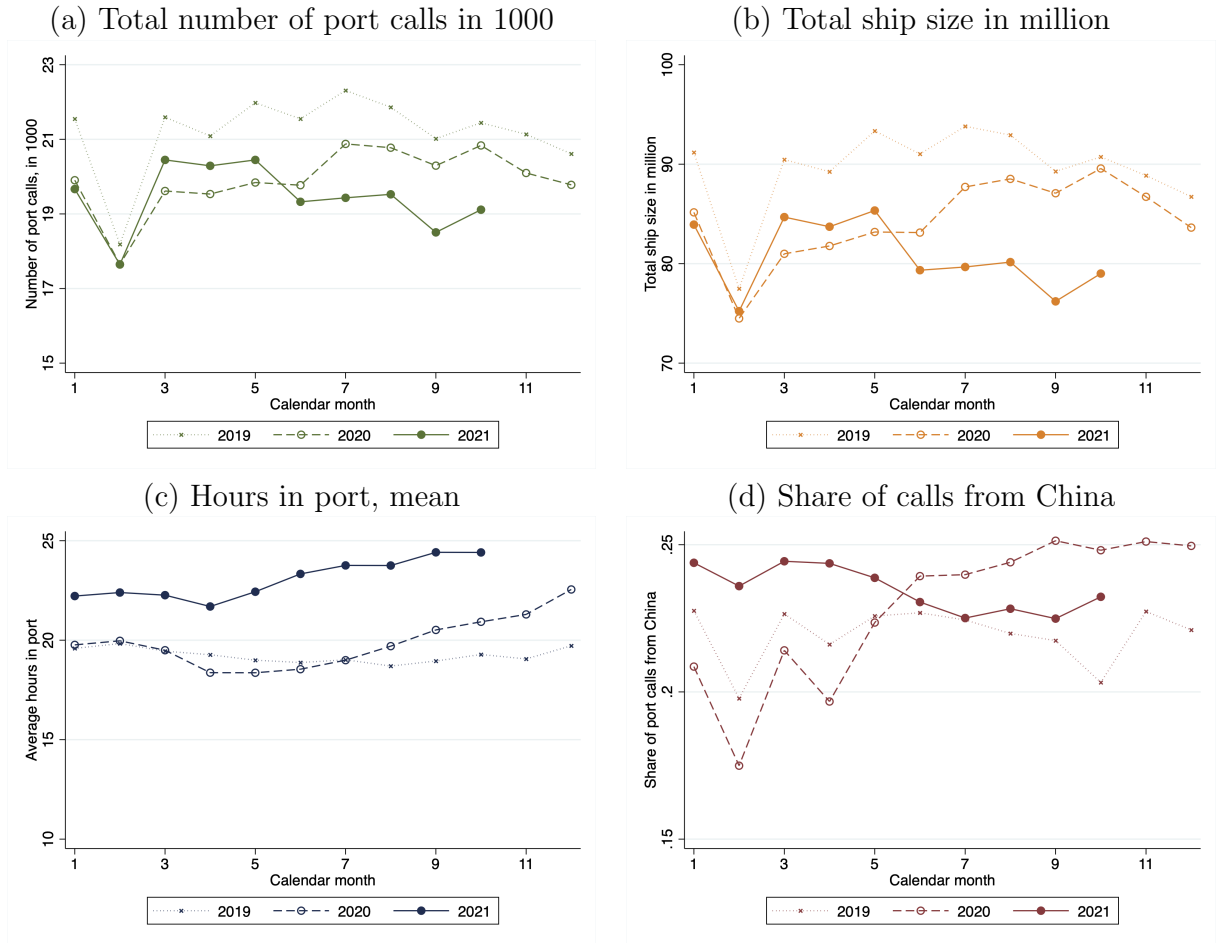 (a) Total number of port calls in 1000
Number of port calls, in 1000
23
21
19
17
15
1 3 5 7 9 11
Calendar month
2019 2020 2021
(b) Total ship size in million
Total ship size in million
100
90
80
70
1 3 5 7 9 11
Calendar month
2019 2020 2021
(c) Hours in port, mean
Average hours in port
25
20
15
10
1 3 5 7 9 11
Calendar month
2019 2020 2021
(d) Share of calls from China
Share of port calls from China
.25
.2
.15
1 3 5 7 9 11
Calendar month
2019 2020 2021